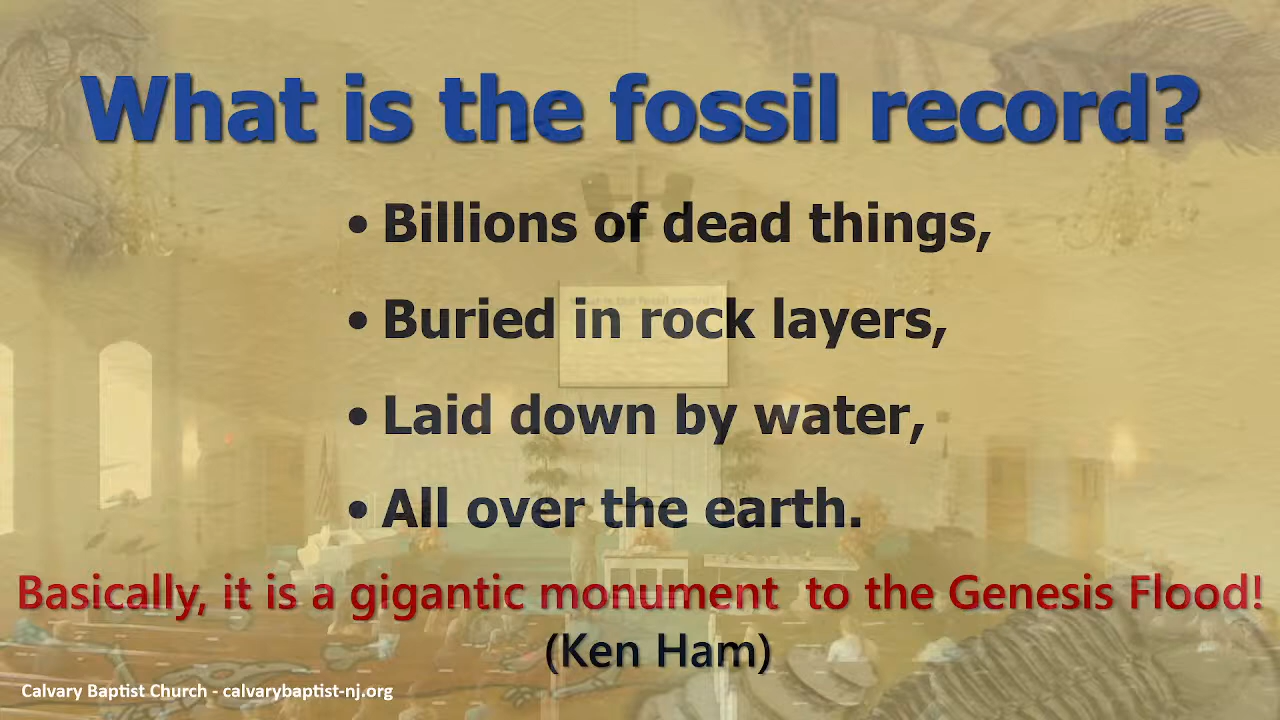 What is the fossil record?
• Billions of dead things,
• Buried in rock layers,
• Laid down by water,
• All over the earth.
Basically, it is a gigantic monument to the Genesis Flood!
(Ken Ham)
Calvary Baptist Church - calvarybaptist-nj.org